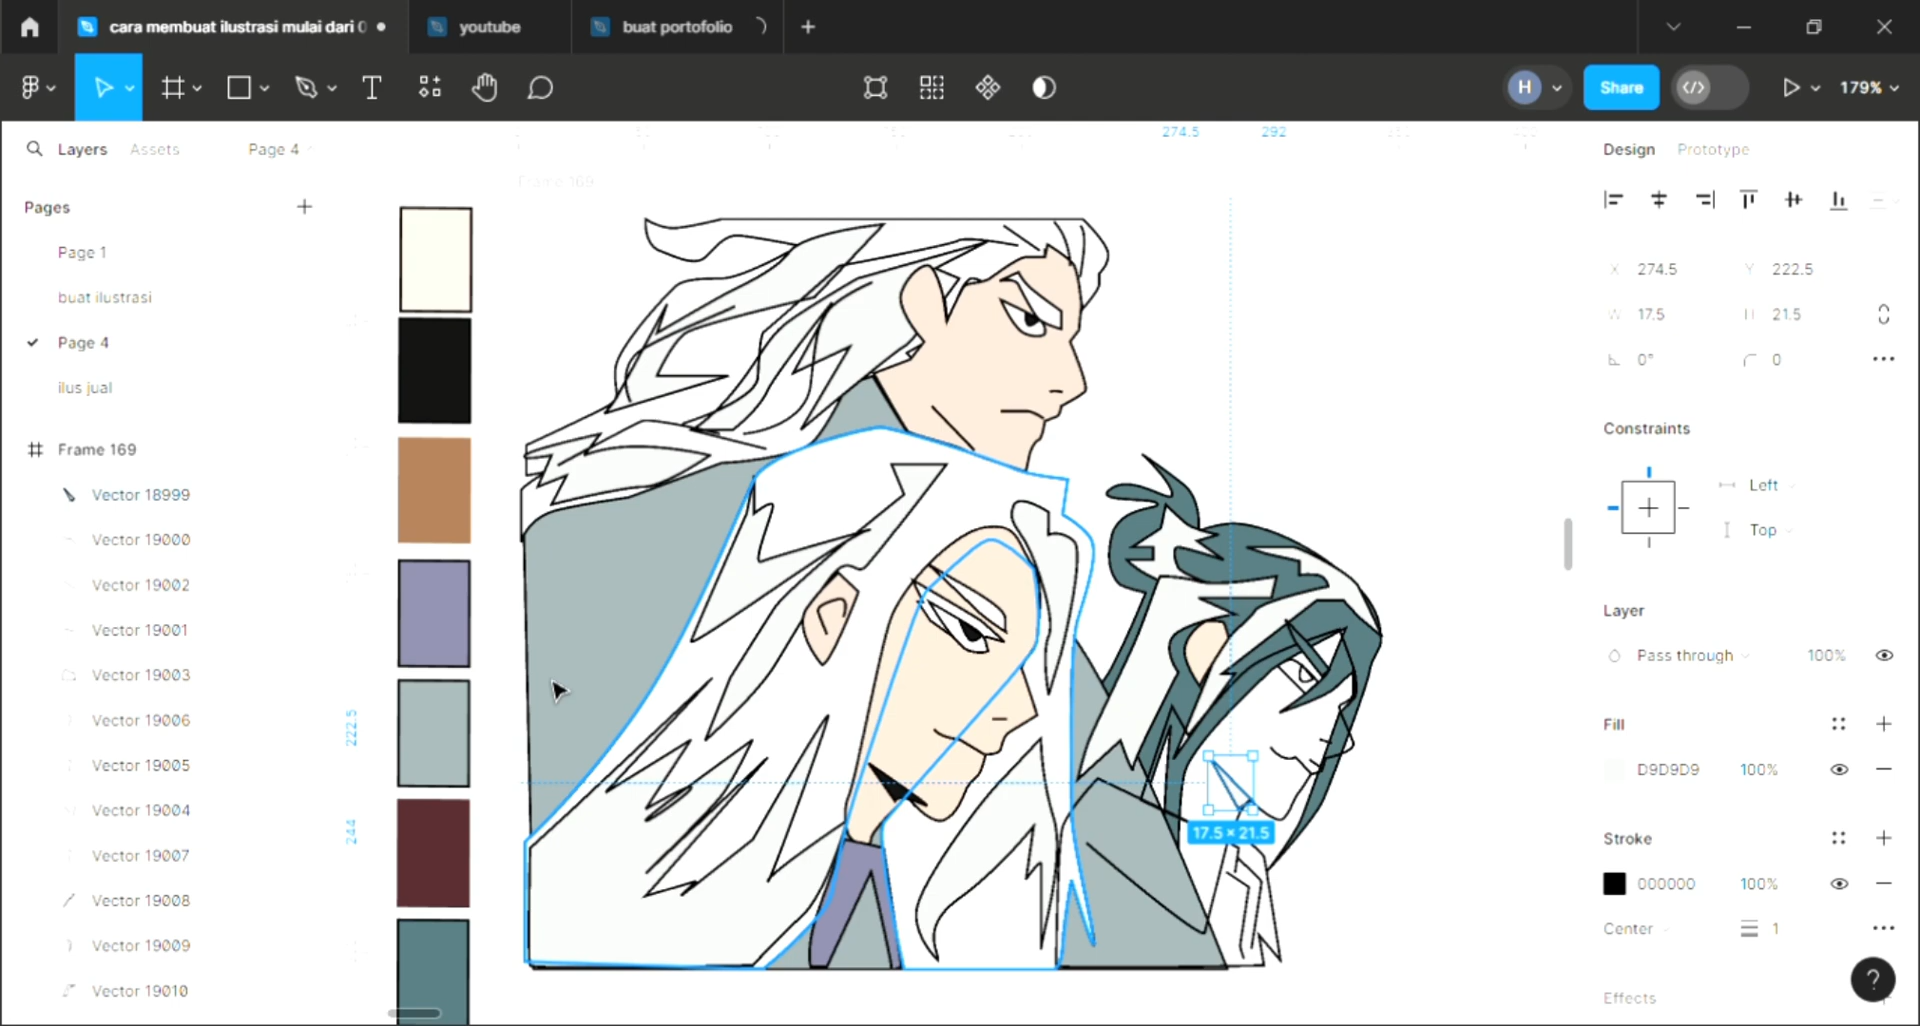 cara membuat ilustrasi mulai dari 0
youtube
buat portofolio
H
Share
179%
Layers
Assets
Page 4
274.5
292
Design
Prototype
Frame 169
Pages
Page 1
buat ilustrasi
Page 4
ilus jual
X 274.5
Y 222.5
W 17.5
H 21.5
0°
0
Constraints
Left
Top
Frame 169
Vector 18999
Vector 19000
Vector 19002
Vector 19001
Vector 19003
Vector 19006
Vector 19005
Vector 19004
Vector 19007
Vector 19008
Vector 19009
Vector 19010
222.5
244
17.5 × 21.5
Layer
Pass through
100%
Fill
D9D9D9
100%
Stroke
000000
100%
Center
1
Effects
?